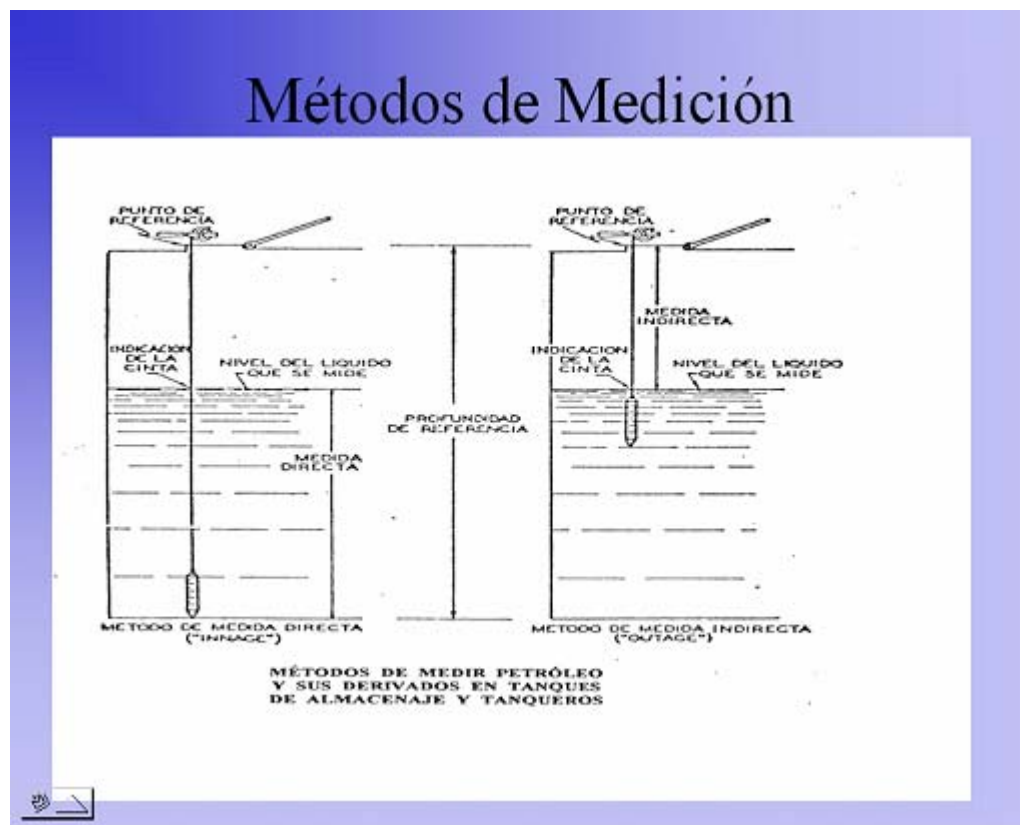 Métodos de Medición
PUNTO DE
REFERENCIA
INDICACION
DE LA
CINTA
NIVEL DEL LIQUIDO
QUE SE MIDE
MEDIDA
DIRECTA
METODO DE MEDIDA DIRECTA
("INNAGE")
PROFUNDIDAD
DE REFERENCIA
PUNTO DE
REFERENCIA
MEDIDA
INDIRECTA
INDICACION
DE LA
CINTA
NIVEL DEL LIQUIDO
QUE SE MIDE
METODO DE MEDIDA INDIRECTA
("OUTAGE")
MÉTODOS DE MEDIR PETRÓLEO
Y SUS DERIVADOS EN TANQUES
DE ALMACENAJE Y TANQUEROS